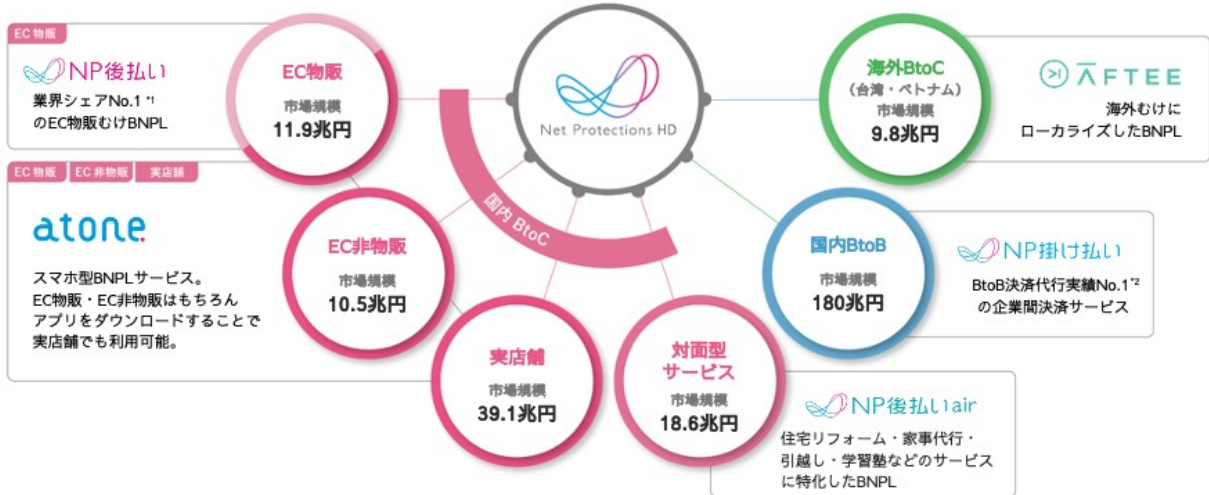 EC 物販
NP後払い
業界シェアNo.1 *1
のEC物販むけBNPL
EC物販
市場規模
11.9兆円
Net Protections HD
海外BtoC
(台湾・ベトナム)
市場規模
9.8兆円
AFTEE
海外むけに
ローカライズしたBNPL
EC 物販
EC 非物販
実店舗
atone
スマホ型BNPLサービス。
EC物販・EC非物販はもちろん
アプリをダウンロードすることで
実店舗でも利用可能。
国内 BtoC
EC非物販
市場規模
10.5兆円
国内BtoB
市場規模
180兆円
NP掛け払い
BtoB決済代行実績No.1*2
の企業間決済サービス
実店舗
市場規模
39.1兆円
対面型
サービス
市場規模
18.6兆円
NP後払いair
住宅リフォーム・家事代行・
引越し・学習塾などのサービス
に特化したBNPL